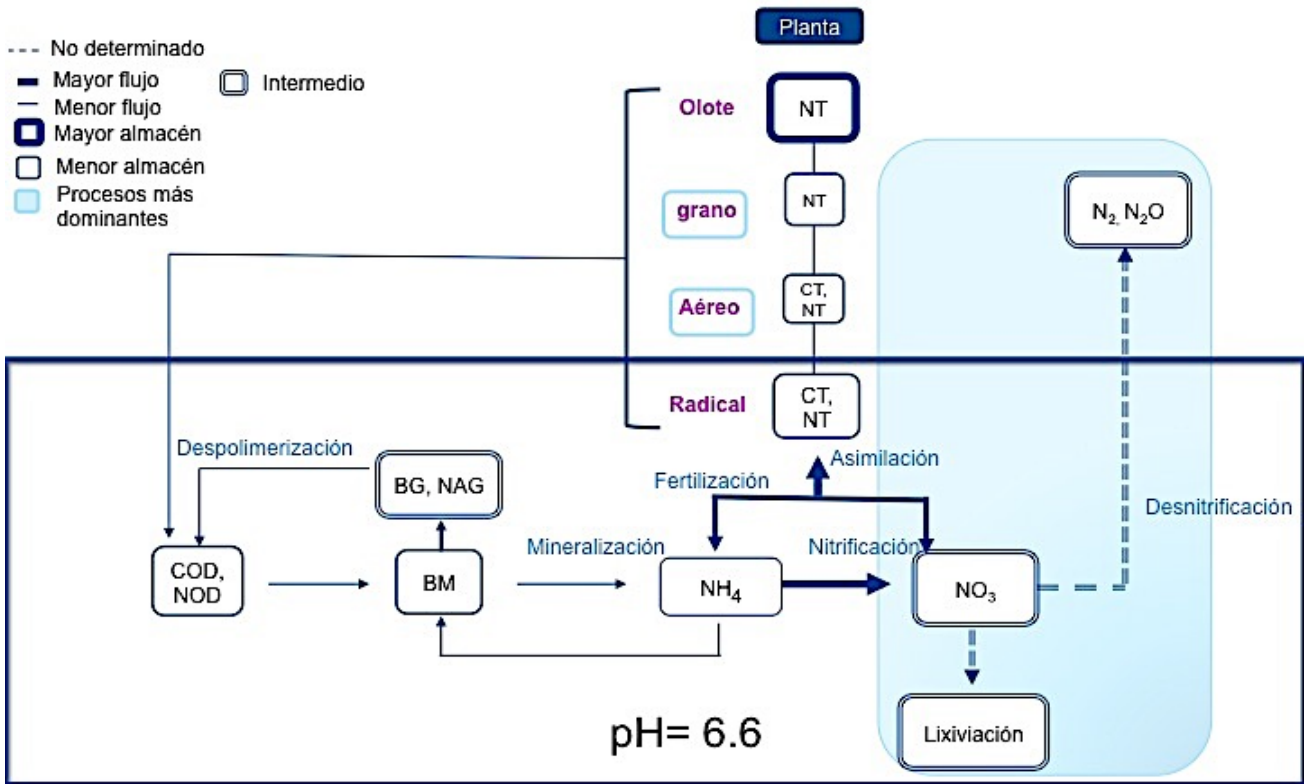 Planta
No determinado
Mayor flujo
Intermedio
Menor flujo
Mayor almacén
Menor almacén
Procesos más
dominantes
Olote
NT
grano
NT
N₂, N₂O
Aéreo
CT,
NT
Radical
CT,
NT
Despolimerización
Asimilación
BG, NAG
Fertilización
Desnitrificación
Mineralización
Nitrificación
COD,
NOD
BM
NH₄
NO₃
pH= 6.6
Lixiviación